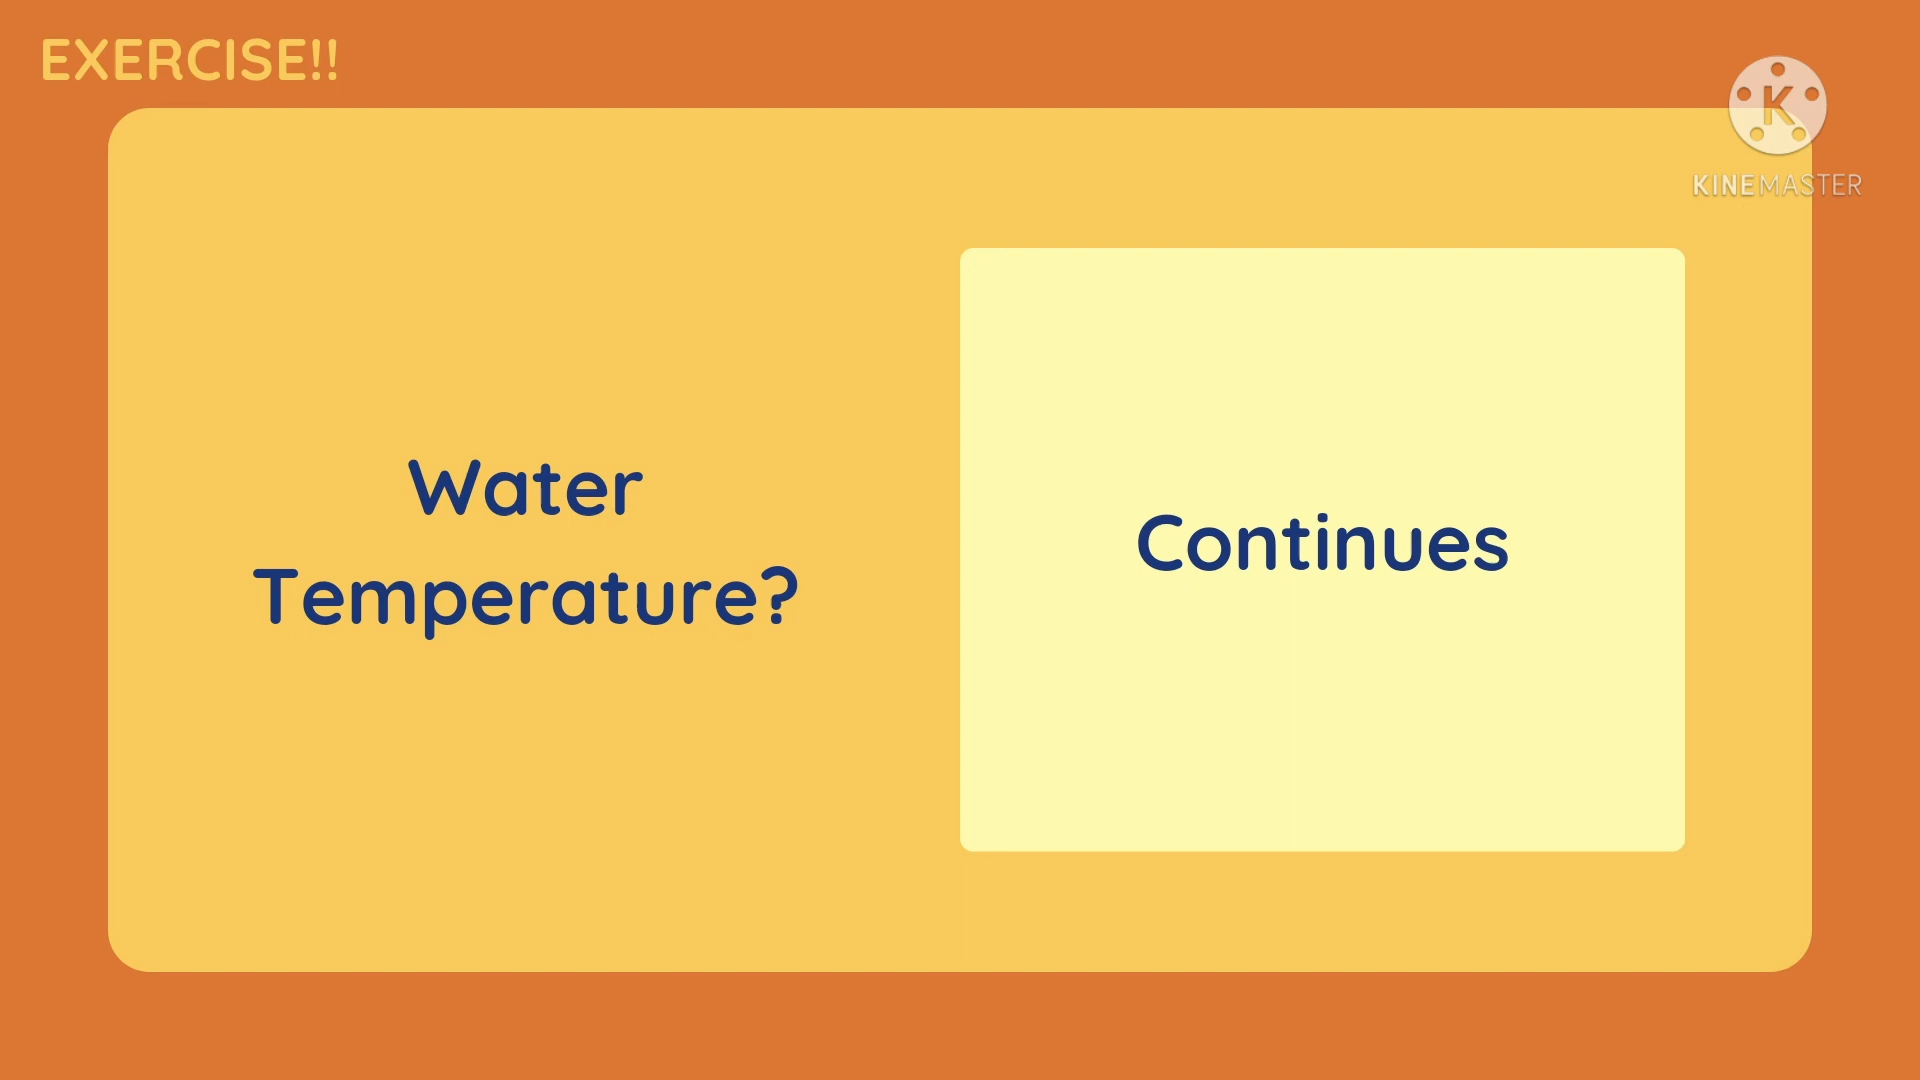 EXERCISE!!
K
KINEMASTER
Water
Temperature?
Continues